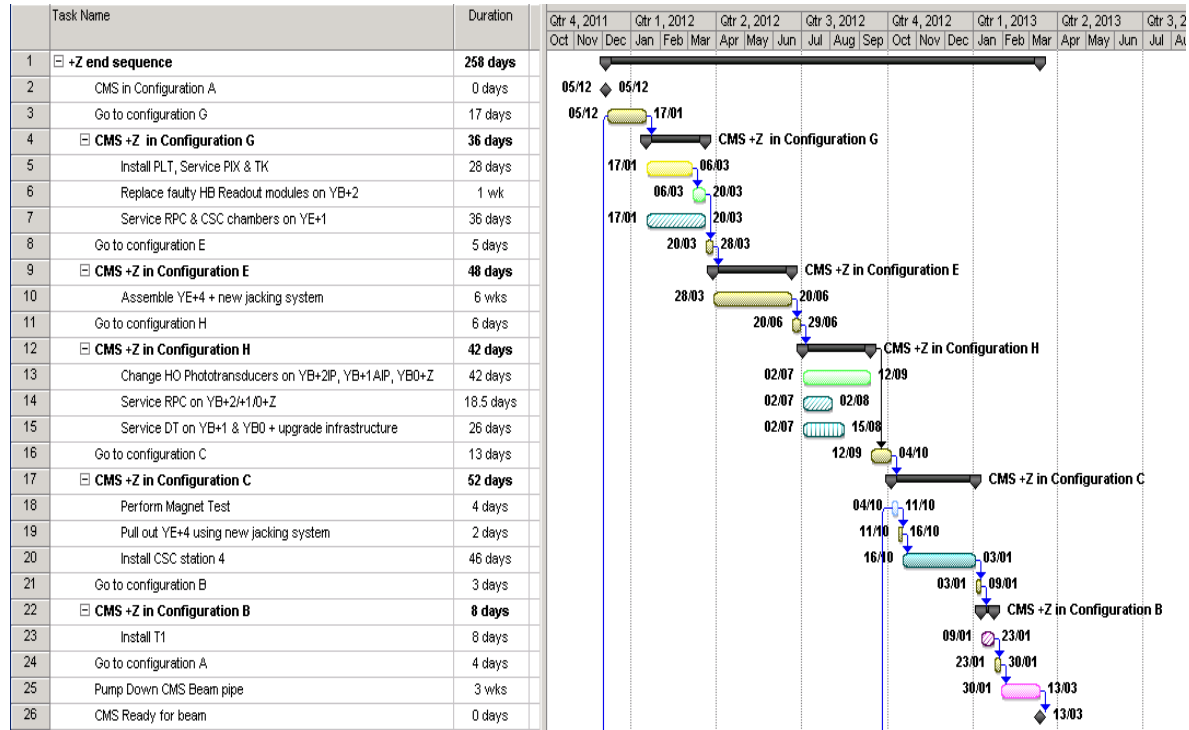 Task Name Duration Qtr 4, 2011 Qtr 1, 2012 Qtr 2, 2012 Qtr 3, 2012 Qtr 4, 2012 Qtr 1, 2013 Qtr 2, 2013 Qtr 3, 2
Oct Nov Dec Jan Feb Mar Apr May Jun Jul Aug Sep Oct Nov Dec Jan Feb Mar Apr May Jun Jul Au
1 +Z end sequence 258 days
2 CMS in Configuration A 0 days 05/12 05/12
3 Go to configuration G 17 days 05/12 17/01
4 CMS +Z in Configuration G 36 days CMS +Z in Configuration G
5 Install PLT, Service PIX & TK 28 days 17/01 06/03
6 Replace faulty HB Readout modules on YB+2 1 wk 06/03 20/03
7 Service RPC & CSC chambers on YE+1 36 days 17/01 20/03
8 Go to configuration E 5 days 20/03 28/03
9 CMS +Z in Configuration E 48 days CMS +Z in Configuration E
10 Assemble YE+4 + new jacking system 6 wks 28/03 20/06
11 Go to configuration H 6 days 20/06 29/06
12 CMS +Z in Configuration H 42 days CMS +Z in Configuration H
13 Change HO Phototransducers on YB+2IP, YB+1AIP, YB0+Z 42 days 02/07 12/09
14 Service RPC on YB+2/+1/0+Z 18.5 days 02/07 02/08
15 Service DT on YB+1 & YB0 + upgrade infrastructure 26 days 02/07 15/08
16 Go to configuration C 13 days 12/09 04/10
17 CMS +Z in Configuration C 52 days CMS +Z in Configuration C
18 Perform Magnet Test 4 days 04/10 11/10
19 Pull out YE+4 using new jacking system 2 days 11/10 16/10
20 Install CSC station 4 46 days 16/10 03/01
21 Go to configuration B 3 days 03/01 09/01
22 CMS +Z in Configuration B 8 days CMS +Z in Configuration B
23 Install T1 8 days 09/01 23/01
24 Go to configuration A 4 days 23/01 30/01
25 Pump Down CMS Beam pipe 3 wks 30/01 13/03
26 CMS Ready for beam 0 days 13/03